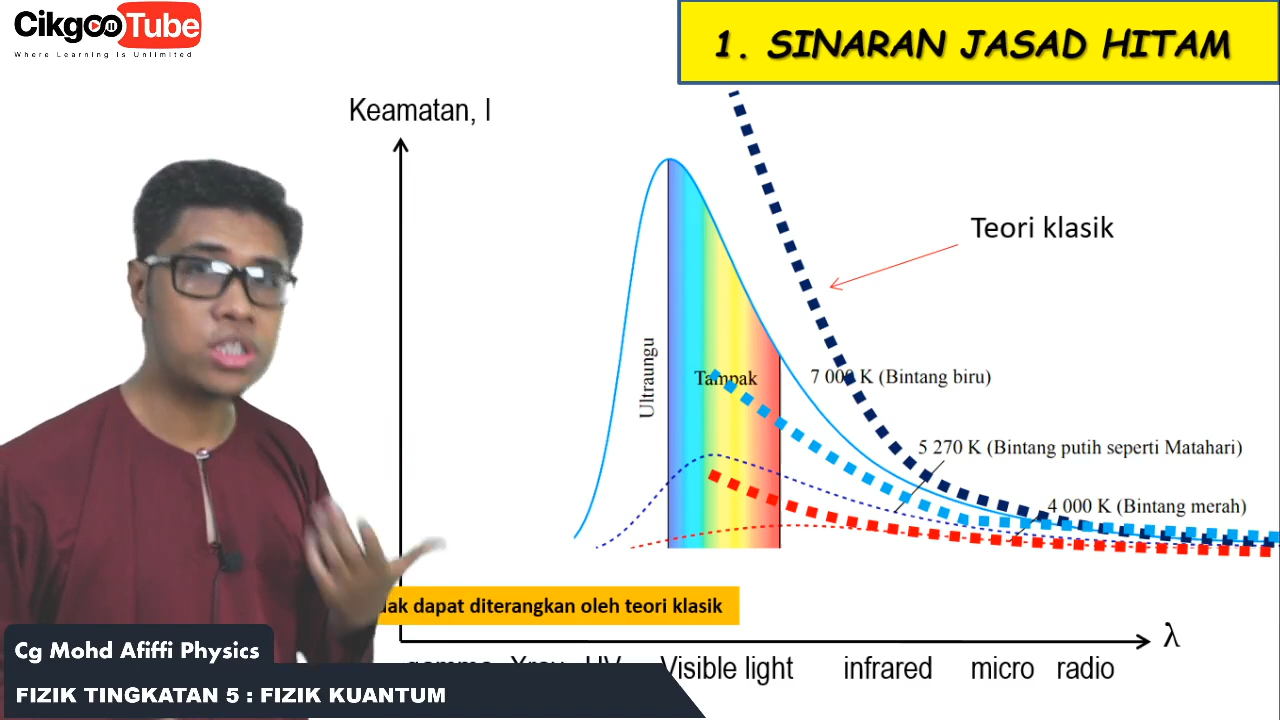 CikgooTube
Where Learning is Unlimited
1. SINARAN JASAD HITAM
Keamatan, I
Teori klasik
Ultraungu
Tampak
7 000 K (Bintang biru)
5 270 K (Bintang putih seperti Matahari)
4 000 K (Bintang merah)
dapat diterangkan oleh teori klasik
λ
Visible light infrared micro radio
Cg Mohd Afiffi Physics
FIZIK TINGKATAN 5 : FIZIK KUANTUM